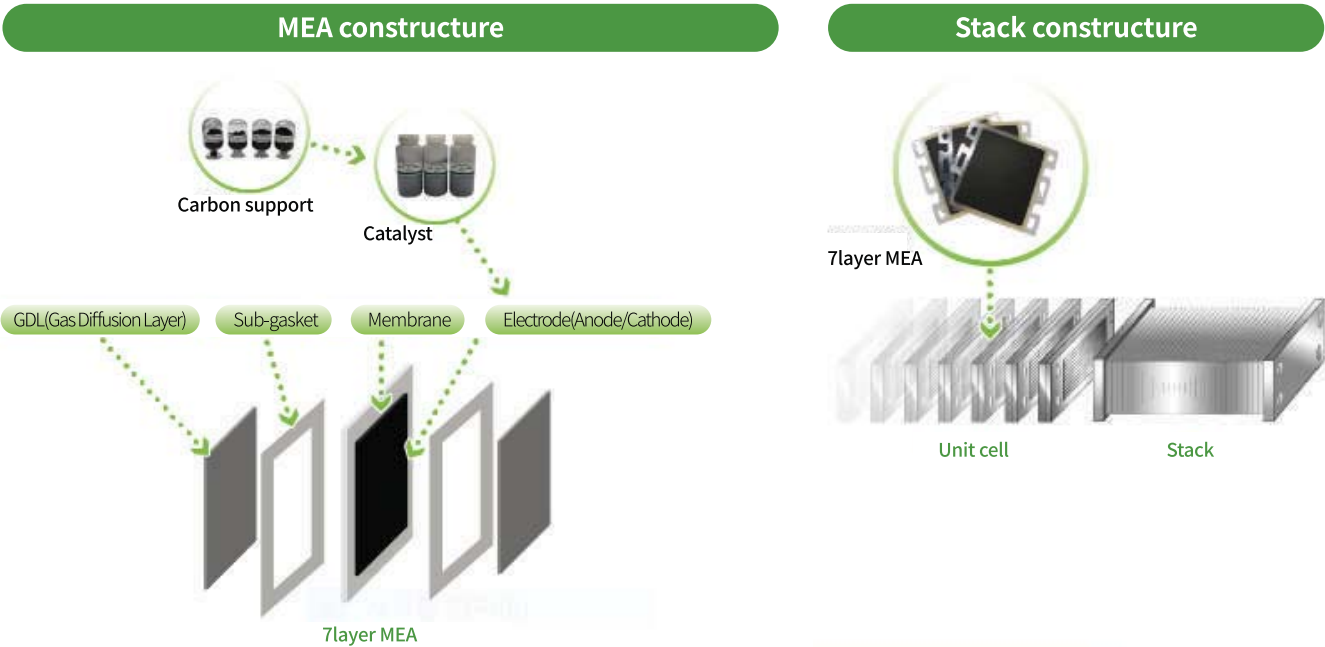 MEA constructure
Stack constructure
Carbon support
Catalyst
7layer MEA
GDL(Gas Diffusion Layer)
Sub-gasket
Membrane
Electrode(Anode/Cathode)
Unit cell
Stack
7layer MEA